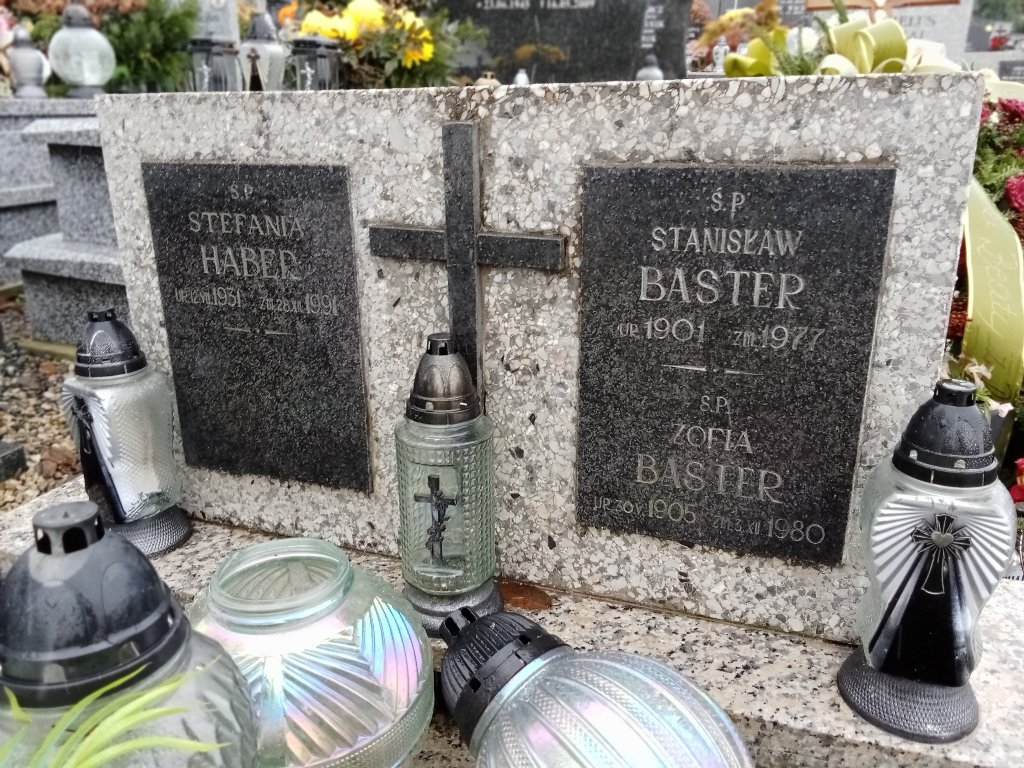 Ś.P.
STEFANIA
HABER
UR.12.VII.1931 ZM.28.XI.1991
Ś.P.
STANISŁAW
BASTER
UR.1901 ZM.1977
Ś.P.
ZOFIA
BASTER
UR.30.V.1905 ZM.3.XII.1980